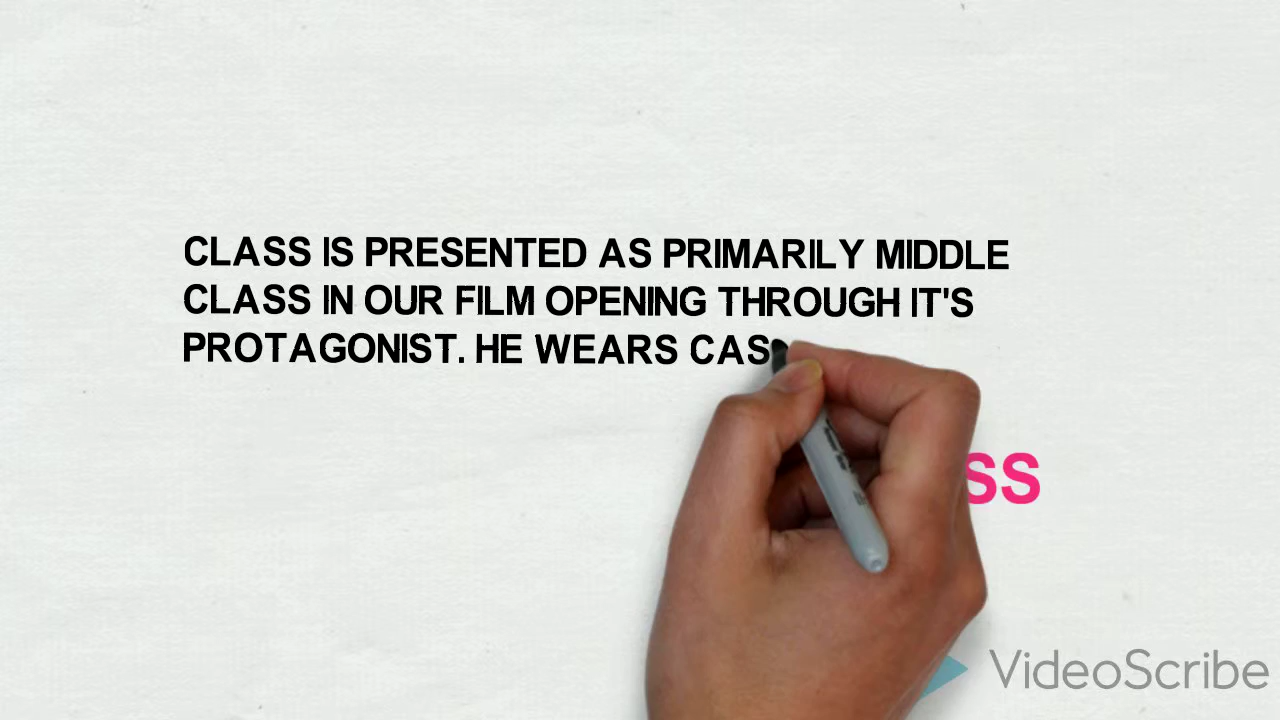 CLASS IS PRESENTED AS PRIMARILY MIDDLE
CLASS IN OUR FILM OPENING THROUGH IT'S
PROTAGONIST. HE WEARS CAS
SS
VideoScribe